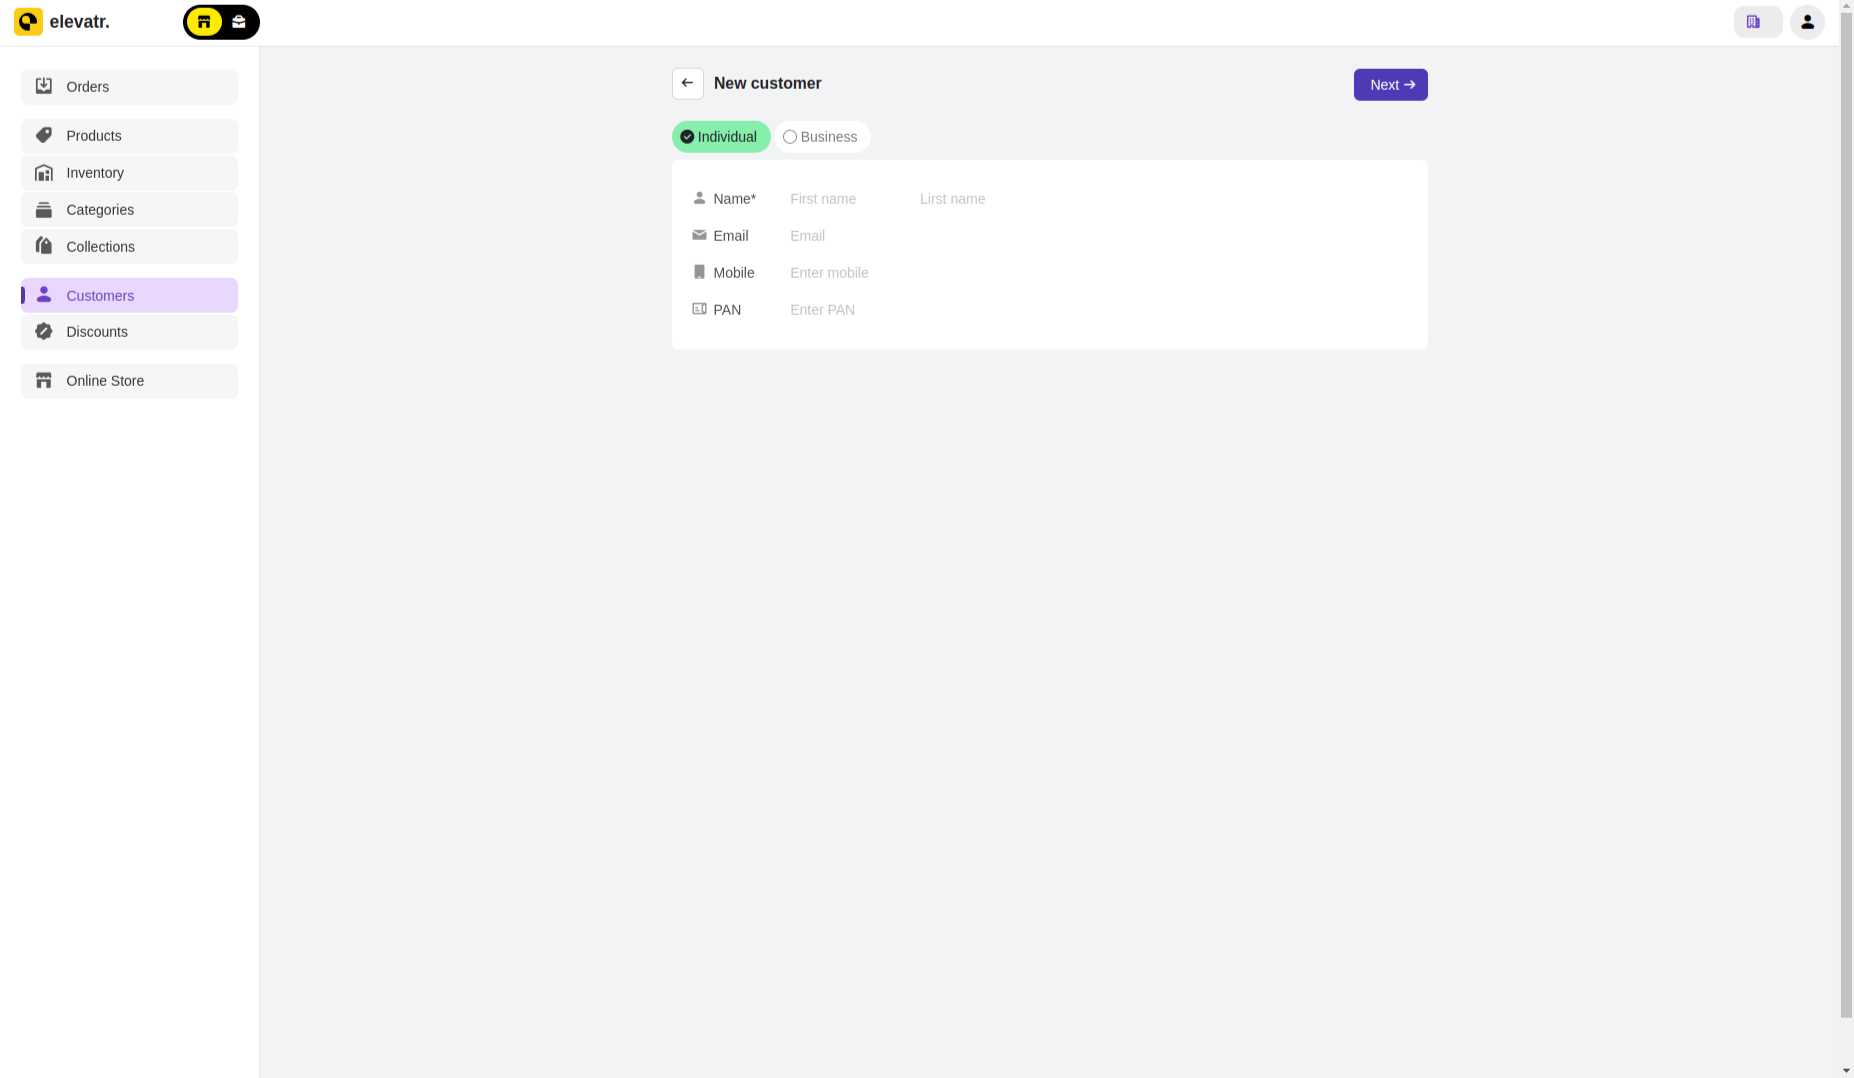 elevatr.
Orders
Products
Inventory
Categories
Collections
Customers
Discounts
Online Store
New customer
Next
Individual Business
Name* First name Lirst name
Email Email
Mobile Enter mobile
PAN Enter PAN